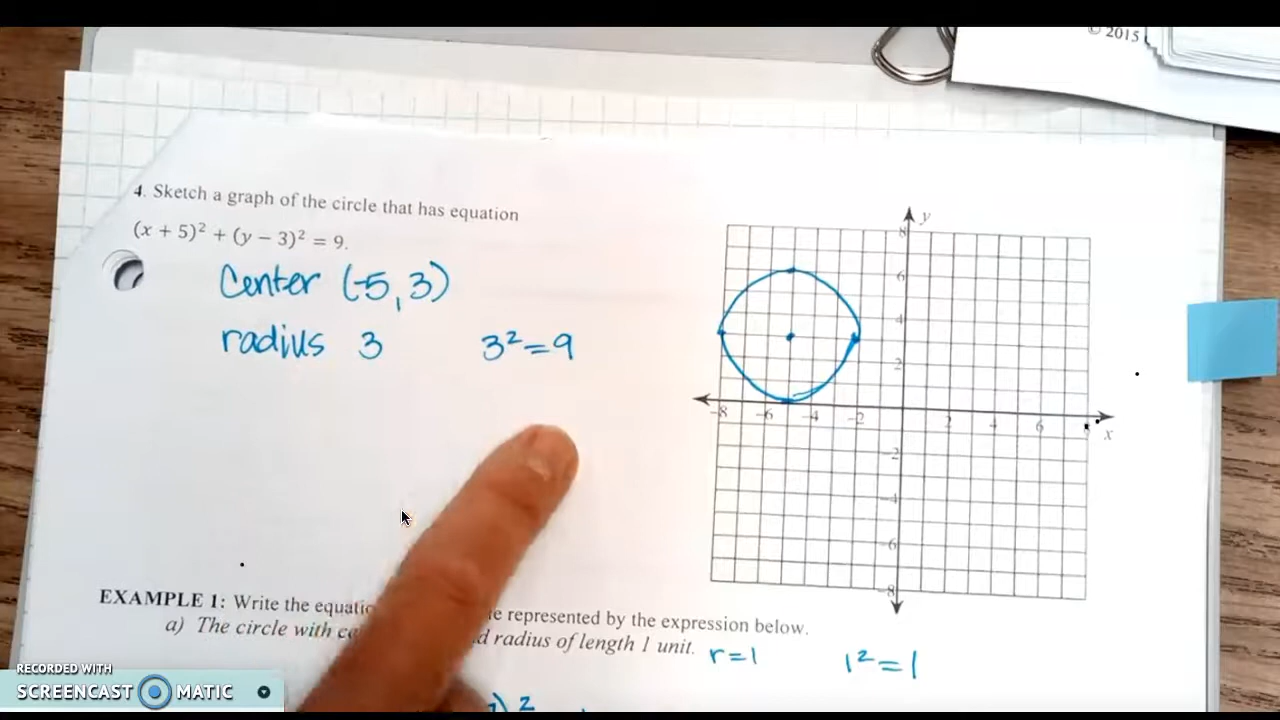 © 2015
4. Sketch a graph of the circle that has equation
(x + 5)² + (y − 3)² = 9.
Center (-5, 3)
radius 3 3² = 9
y
8
6
4
2
-8 -6 -4 -2 2 4 6
x
-2
-4
-6
-8
EXAMPLE 1: Write the represented by the expression below.
a) The circle with radius of length 1 unit. r = 1 1² = 1
2
RECORDED WITH
SCREENCAST MATIC